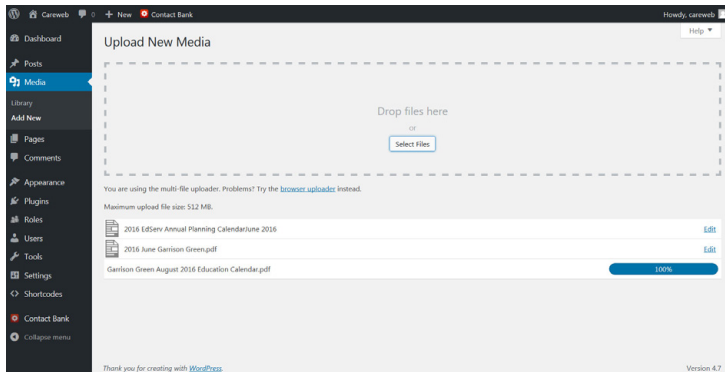 Careweb 0 + New Contact Bank Howdy, careweb
Help ▼
Dashboard
Posts
Media
Library
Add New
Pages
Comments
Appearance
Plugins
Roles
Users
Tools
Settings
Shortcodes
Contact Bank
Collapse menu
Upload New Media
Drop files here
or
Select Files
You are using the multi-file uploader. Problems? Try the browser uploader instead.
Maximum upload file size: 512 MB.
2016 EdServ Annual Planning CalendarJune 2016 Edit
2016 June Garrison Green.pdf Edit
Garrison Green August 2016 Education Calendar.pdf 100%
Thank you for creating with WordPress. Version 4.7